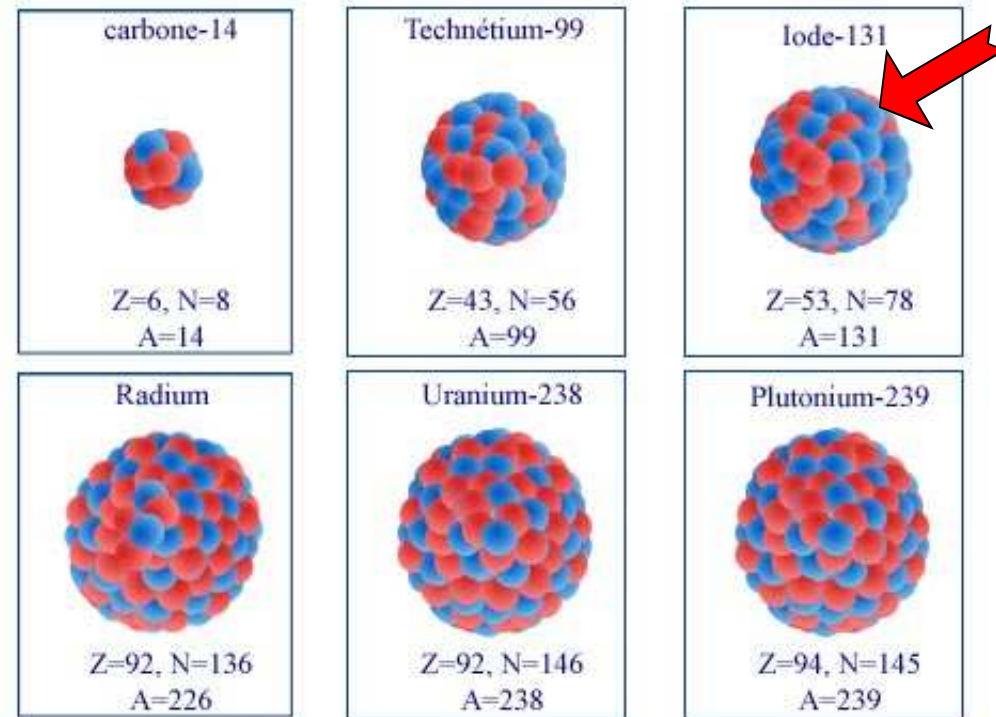 carbone-14
Z=6, N=8
A=14
Technétium-99
Z=43, N=56
A=99
Iode-131
Z=53, N=78
A=131
Radium
Z=92, N=136
A=226
Uranium-238
Z=92, N=146
A=238
Plutonium-239
Z=94, N=145
A=239